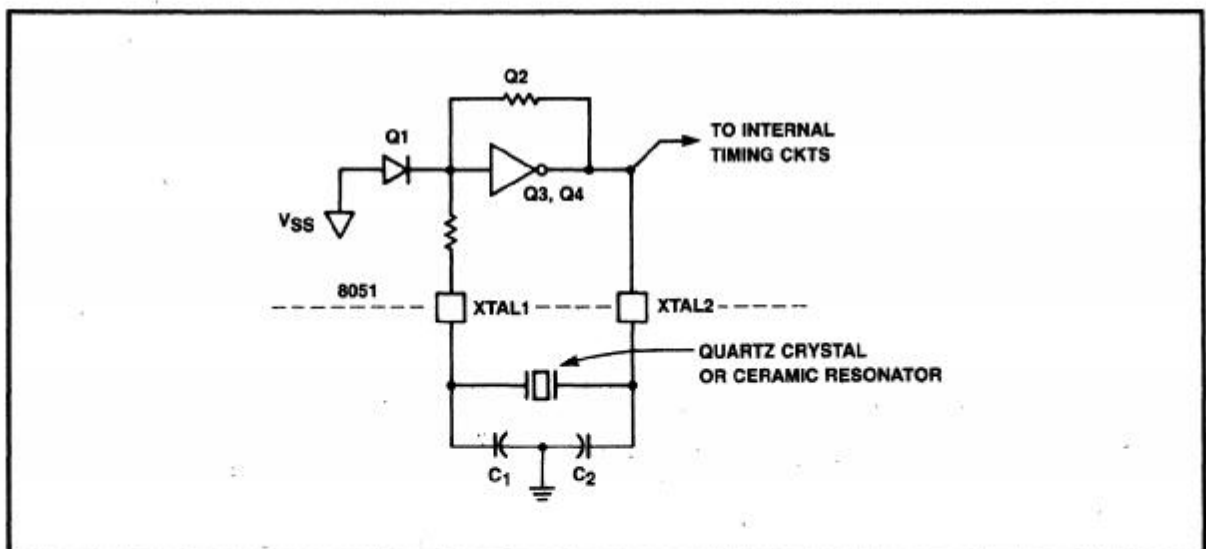 Q2
Q1
TO INTERNAL
TIMING CKTS
Q3, Q4
VSS
8051
XTAL1
XTAL2
QUARTZ CRYSTAL
OR CERAMIC RESONATOR
C1
C2